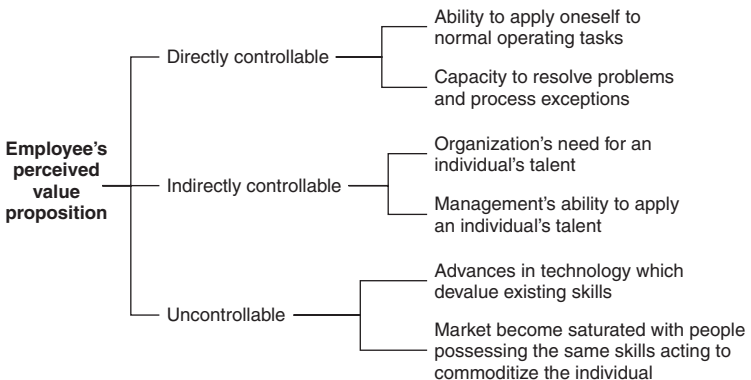 Employee's
perceived
value
proposition
Directly controllable
Ability to apply oneself to
normal operating tasks
Capacity to resolve problems
and process exceptions
Indirectly controllable
Organization's need for an
individual's talent
Management's ability to apply
an individual's talent
Uncontrollable
Advances in technology which
devalue existing skills
Market become saturated with people
possessing the same skills acting to
commoditize the individual